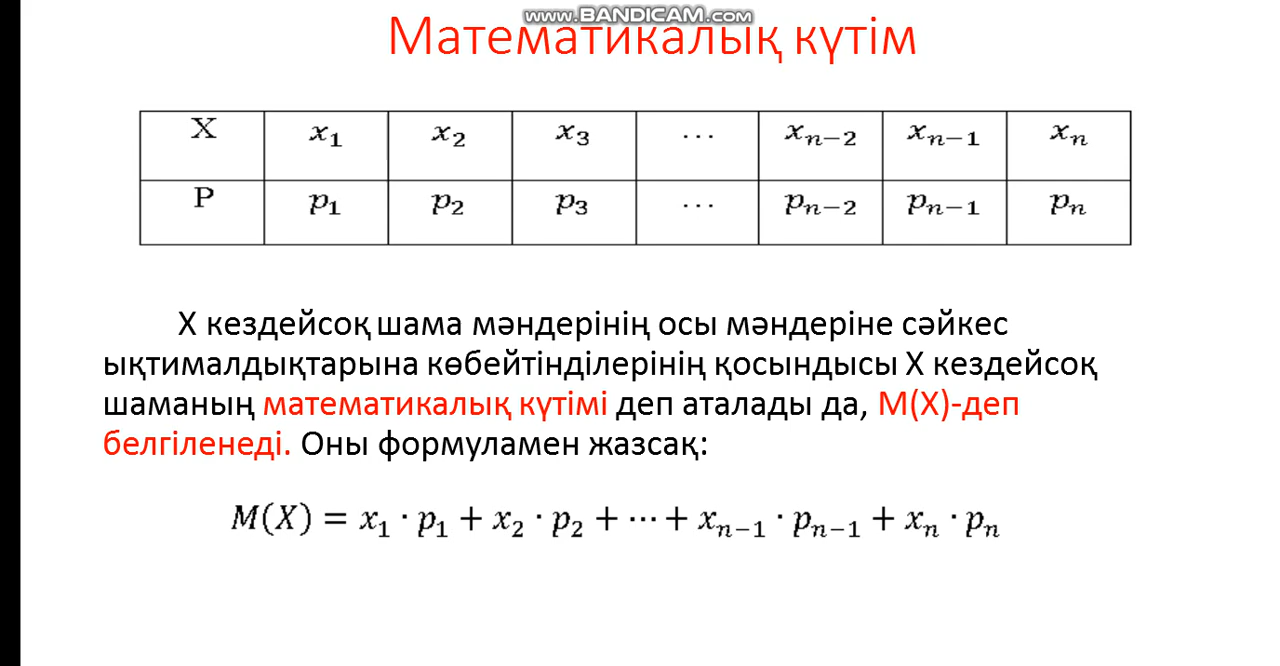 www.BANDICAM.com
Математикалық күтім
X x₁ x₂ x₃ ... xₙ₋₂ xₙ₋₁ xₙ
P p₁ p₂ p₃ ... pₙ₋₂ pₙ₋₁ pₙ
Х кездейсоқ шама мәндерінің осы мәндеріне сәйкес
ықтималдықтарына көбейтінділерінің қосындысы Х кездейсоқ
шаманың математикалық күтімі деп аталады да, М(Х)-деп
белгіленеді. Оны формуламен жазсақ:
M(X) = x₁ · p₁ + x₂ · p₂ + ⋯ + xₙ₋₁ · pₙ₋₁ + xₙ · pₙ